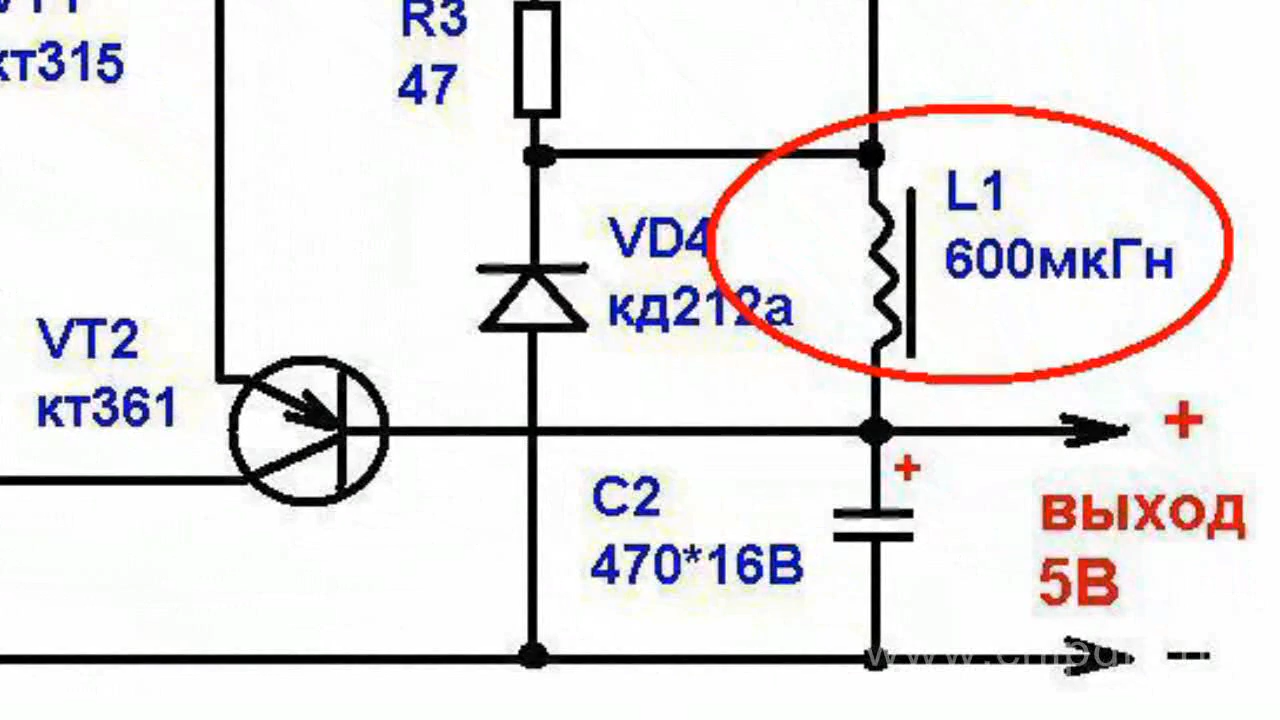 R3
47
кт315
L1
600мкГн
VD4
кд212а
VT2
кт361
+
+
C2
470*16В
выход
5В
-